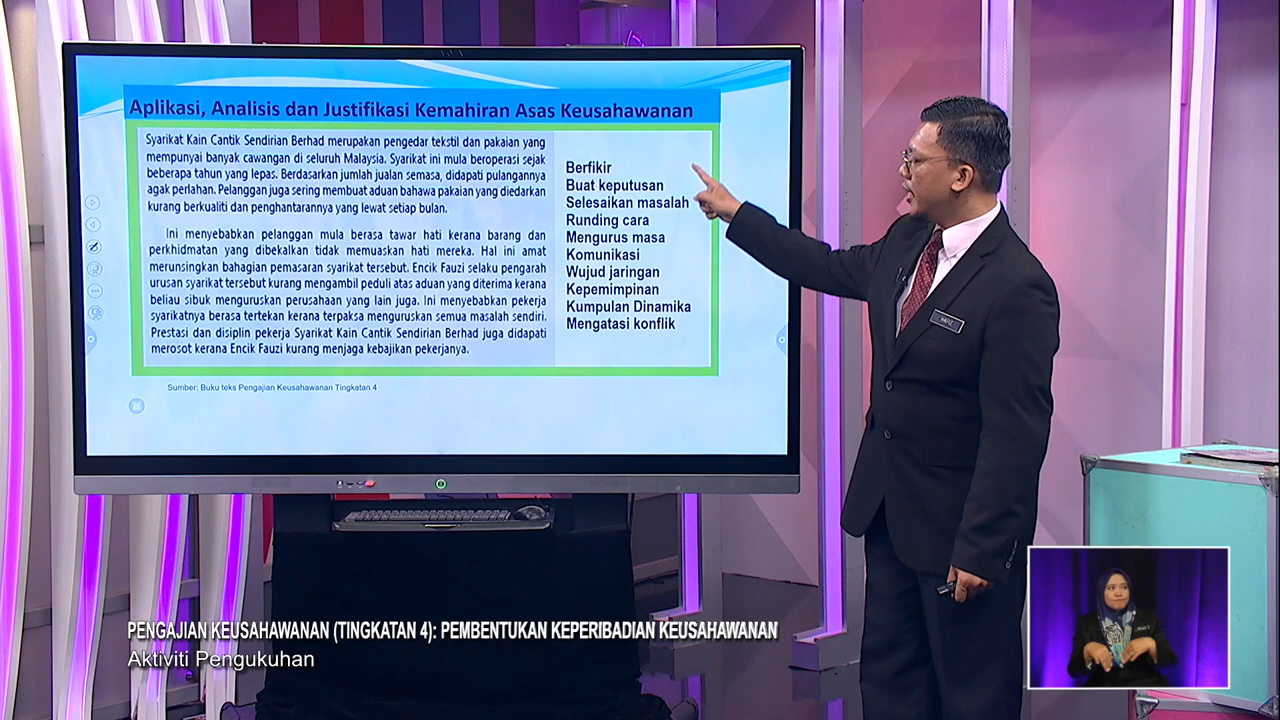 Aplikasi, Analisis dan Justifikasi Kemahiran Asas Keusahawanan
Syarikat Kain Cantik Sendirian Berhad merupakan pengedar tekstil dan pakaian yang
mempunyai banyak cawangan di seluruh Malaysia. Syarikat ini mula beroperasi sejak
beberapa tahun yang lepas. Berdasarkan jumlah jualan semasa, didapati pulangannya
agak perlahan. Pelanggan juga sering membuat aduan bahawa pakaian yang diedarkan
kurang berkualiti dan penghantarannya yang lewat setiap bulan.
Ini menyebabkan pelanggan mula berasa tawar hati kerana barang dan
perkhidmatan yang dibekalkan tidak memuaskan hati mereka. Hal ini amat
merunsingkan bahagian pemasaran syarikat tersebut. Encik Fauzi selaku pengarah
urusan syarikat tersebut kurang mengambil peduli atas aduan yang diterima kerana
beliau sibuk menguruskan perusahaan yang lain juga. Ini menyebabkan pekerja
syarikatnya berasa tertekan kerana terpaksa menguruskan semua masalah sendiri.
Prestasi dan disiplin pekerja Syarikat Kain Cantik Sendirian Berhad juga didapati
merosot kerana Encik Fauzi kurang menjaga kebajikan pekerjanya.
Berfikir
Buat keputusan
Selesaikan masalah
Runding cara
Mengurus masa
Komunikasi
Wujud jaringan
Kepemimpinan
Kumpulan Dinamika
Mengatasi konflik
Sumber: Buku teks Pengajian Keusahawanan Tingkatan 4
PENGAJIAN KEUSAHAWANAN (TINGKATAN 4): PEMBENTUKAN KEPERIBADIAN KEUSAHAWANAN
Aktiviti Pengukuhan